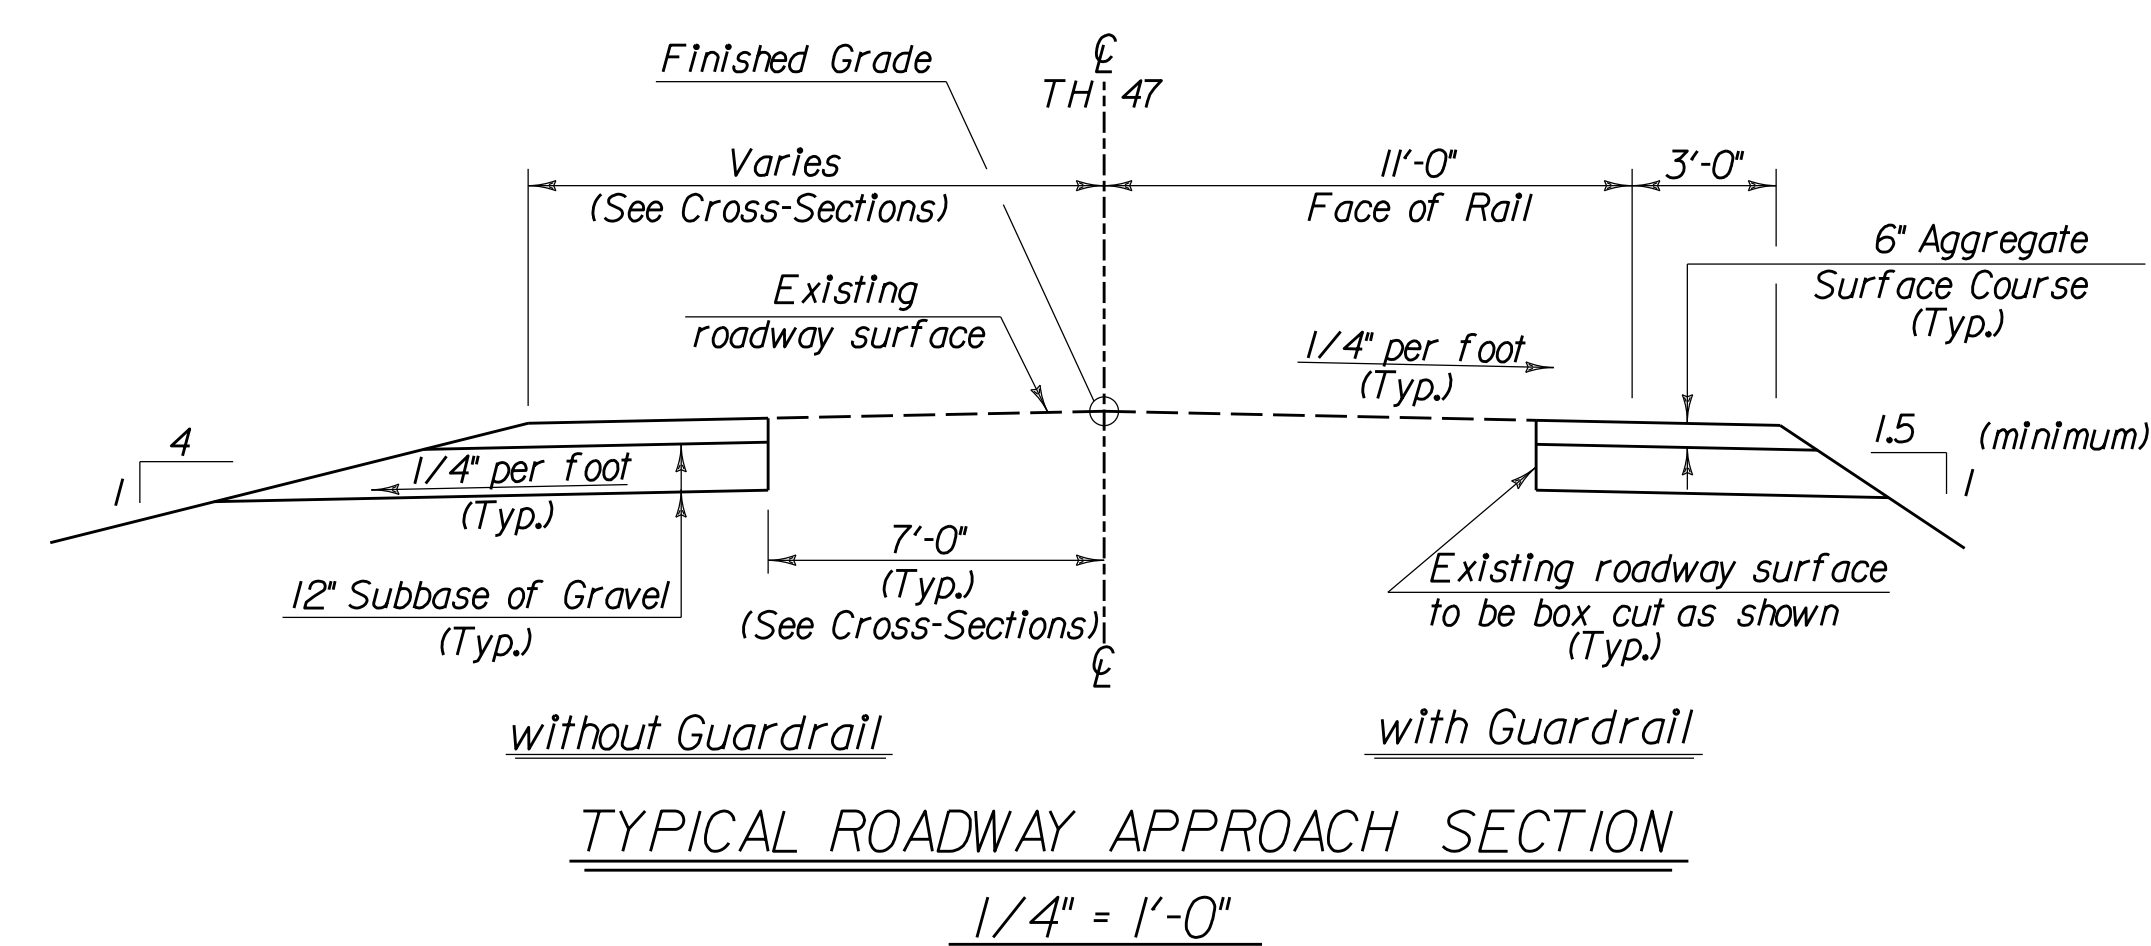 ℄
TH 47
Finished Grade
Varies
(See Cross-Sections)
11'-0"
Face of Rail
3'-0"
6" Aggregate
Surface Course
(Typ.)
Existing
roadway surface
1/4" per foot
(Typ.)
4
1
1/4" per foot
(Typ.)
1.5
(minimum)
1
7'-0"
(Typ.)
(See Cross-Sections)
12" Subbase of Gravel
(Typ.)
Existing roadway surface
to be box cut as shown
(Typ.)
℄
without Guardrail
with Guardrail
TYPICAL ROADWAY APPROACH SECTION
1/4" = 1'-0"